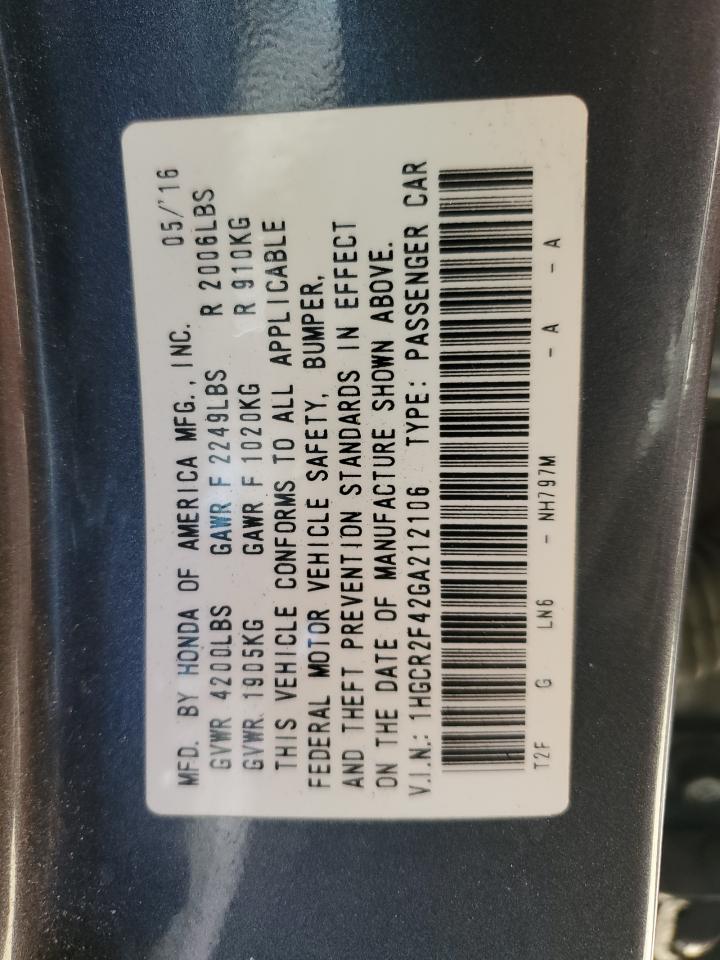 MFD. BY HONDA OF AMERICA MFG., INC. 05/'16
GVWR 4200LBS GAWR F 2249LBS R 2006LBS
GVWR 1905KG GAWR F 1020KG R 910KG
THIS VEHICLE CONFORMS TO ALL APPLICABLE
FEDERAL MOTOR VEHICLE SAFETY, BUMPER,
AND THEFT PREVENTION STANDARDS IN EFFECT
ON THE DATE OF MANUFACTURE SHOWN ABOVE.
V.I.N.: 1HGCR2F42GA212106 TYPE: PASSENGER CAR
T2F G LN6 - NH797M - A - A